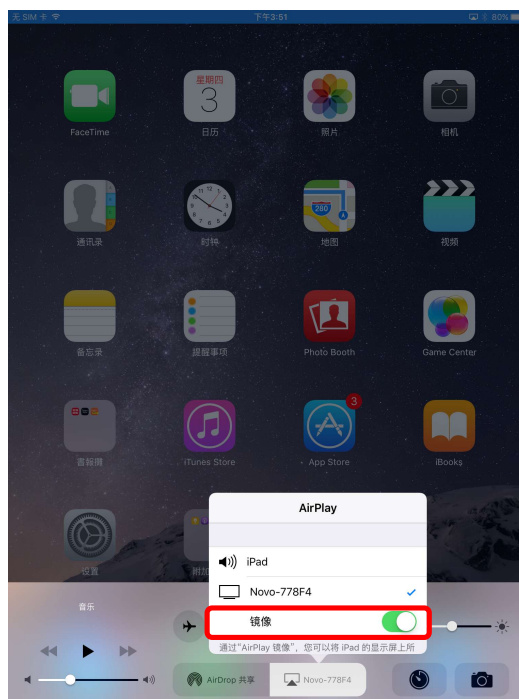 无 SIM 卡
下午3:51
80%
星期四
3
FaceTime
日历
照片
相机
280
通讯录
时钟
地图
视频
备忘录
提醒事项
Photo Booth
Game Center
3
iTunes Store
App Store
iBooks
AirPlay
iPad
Novo-778F4
镜像
通过“AirPlay 镜像”，您可以将 iPad 的显示屏上所
设置
附加
音乐
AirDrop 共享
Novo-778F4